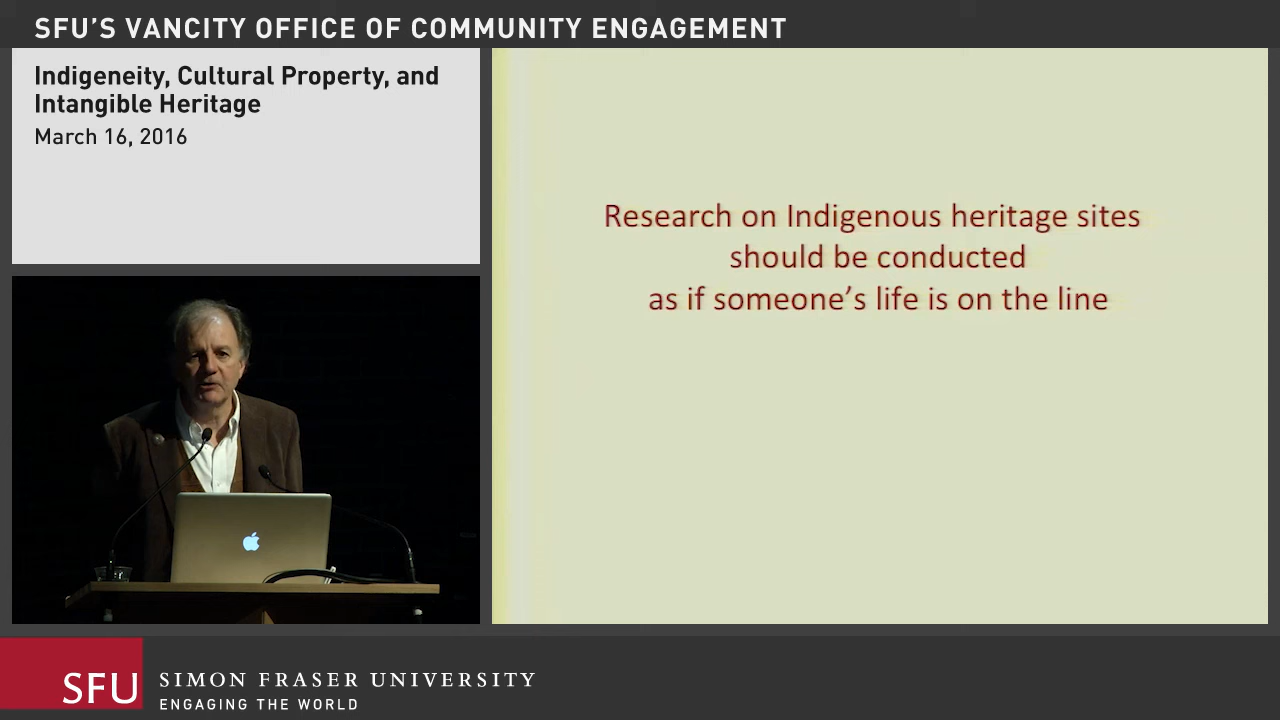 SFU'S VANCITY OFFICE OF COMMUNITY ENGAGEMENT
Indigeneity, Cultural Property, and
Intangible Heritage
March 16, 2016
Research on Indigenous heritage sites
should be conducted
as if someone's life is on the line
SFU
SIMON FRASER UNIVERSITY
ENGAGING THE WORLD